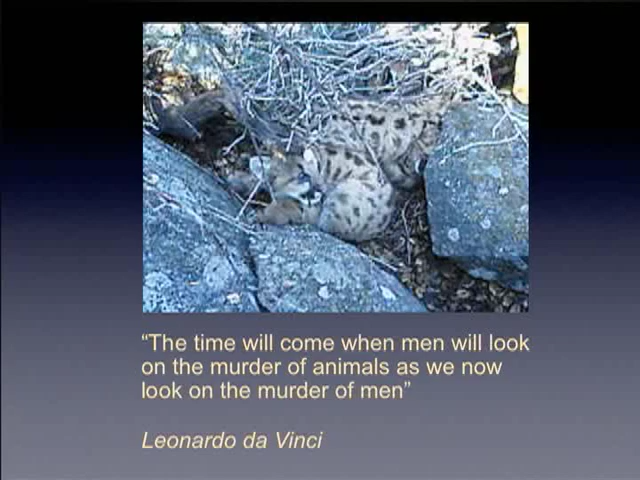 “The time will come when men will look
on the murder of animals as we now
look on the murder of men”
Leonardo da Vinci